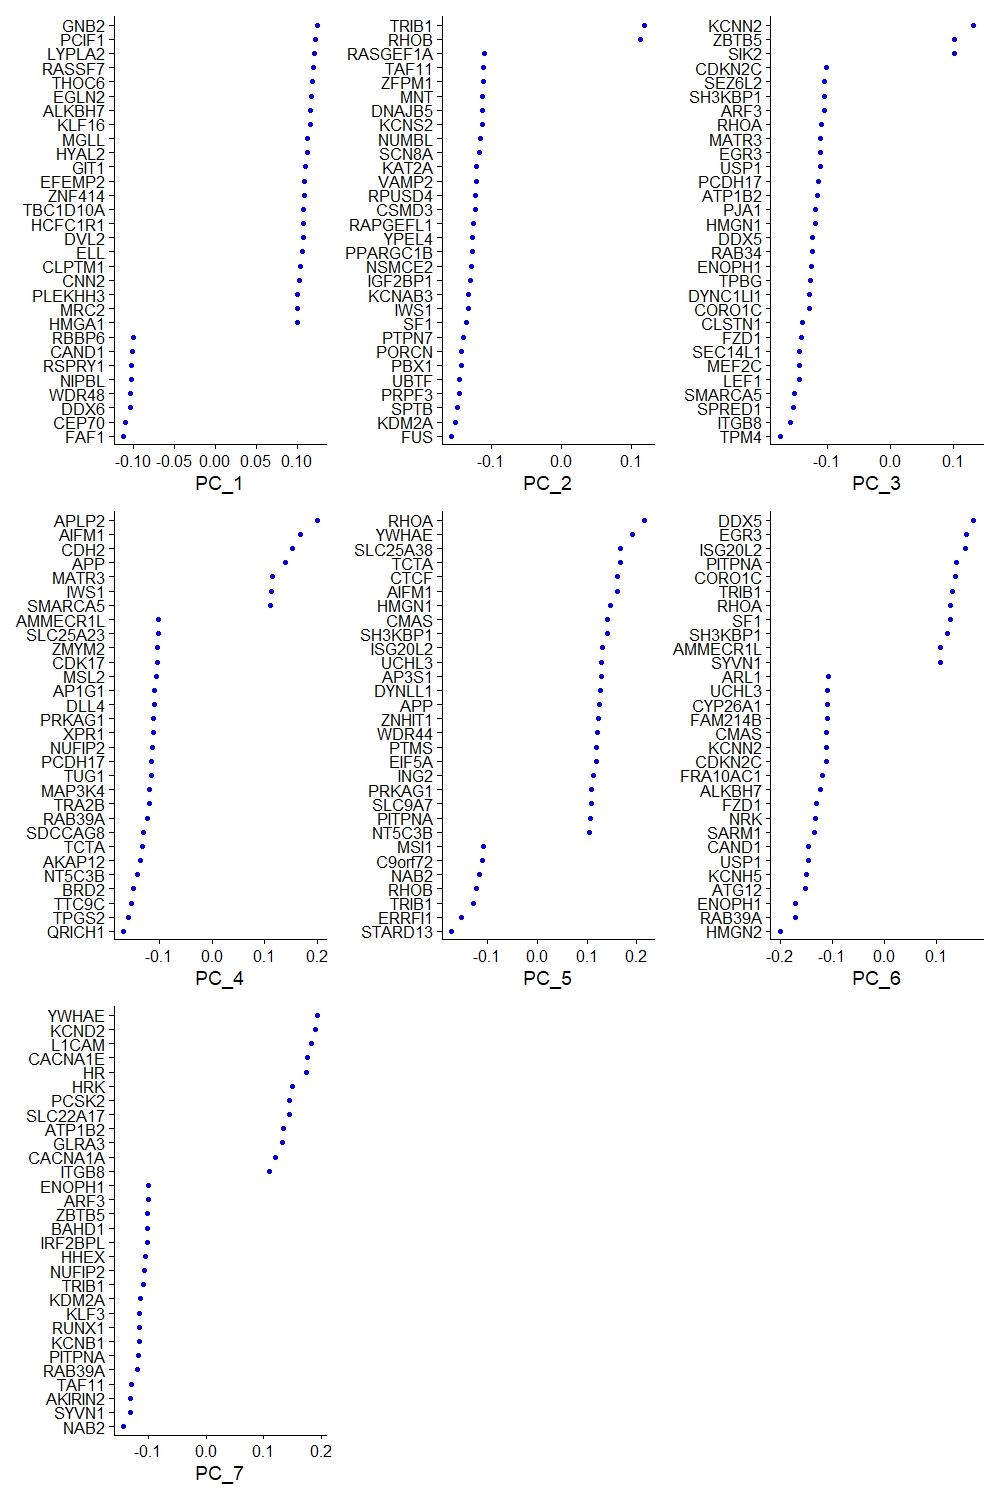 GNB2
PCIF1
LYPLA2
RASSF7
THOC6
EGLN2
ALKBH7
KLF16
MGLL
HYAL2
GIT1
EFEMP2
ZNF414
TBC1D10A
HCFC1R1
DVL2
ELL
CLPTM1
CNN2
PLEKHH3
MRC2
HMGA1
RBBP6
CAND1
RSPRY1
NIPBL
WDR48
DDX6
CEP70
FAF1
-0.10 -0.05 0.00 0.05 0.10
PC_1
TRIB1
RHOB
RASGEF1A
TAF11
ZFPM1
MNT
DNAJB5
KCNS2
NUMBL
SCN8A
KAT2A
VAMP2
RPUSD4
CSMD3
RAPGEFL1
YPEL4
PPARGC1B
NSMCE2
IGF2BP1
KCNAB3
IWS1
SF1
PTPN7
PORCN
PBX1
UBTF
PRPF3
SPTB
KDM2A
FUS
-0.1 0.0 0.1
PC_2
KCNN2
ZBTB5
SIK2
CDKN2C
SEZ6L2
SH3KBP1
ARF3
RHOA
MATR3
EGR3
USP1
PCDH17
ATP1B2
PJA1
HMGN1
DDX5
RAB34
ENOPH1
TPBG
DYNC1LI1
CORO1C
CLSTN1
FZD1
SEC14L1
MEF2C
LEF1
SMARCA5
SPRED1
ITGB8
TPM4
-0.1 0.0 0.1
PC_3
APLP2
AIFM1
CDH2
APP
MATR3
IWS1
SMARCA5
AMMECR1L
SLC25A23
ZMYM2
CDK17
MSL2
AP1G1
DLL4
PRKAG1
XPR1
NUFIP2
PCDH17
TUG1
MAP3K4
TRA2B
RAB39A
SDCCAG8
TCTA
AKAP12
NT5C3B
BRD2
TTC9C
TPGS2
QRICH1
-0.1 0.0 0.1 0.2
PC_4
RHOA
YWHAE
SLC25A38
TCTA
CTCF
AIFM1
HMGN1
CMAS
SH3KBP1
ISG20L2
UCHL3
AP3S1
DYNLL1
APP
ZNHIT1
WDR44
PTMS
EIF5A
ING2
PRKAG1
SLC9A7
PITPNA
NT5C3B
MSI1
C9orf72
NAB2
RHOB
TRIB1
ERRFI1
STARD13
-0.1 0.0 0.1 0.2
PC_5
DDX5
EGR3
ISG20L2
PITPNA
CORO1C
TRIB1
RHOA
SF1
SH3KBP1
AMMECR1L
SYVN1
ARL1
UCHL3
CYP26A1
FAM214B
CMAS
KCNN2
CDKN2C
FRA10AC1
ALKBH7
FZD1
NRK
SARM1
CAND1
USP1
KCNH5
ATG12
ENOPH1
RAB39A
HMGN2
-0.2 -0.1 0.0 0.1
PC_6
YWHAE
KCND2
L1CAM
CACNA1E
HR
HRK
PCSK2
SLC22A17
ATP1B2
GLRA3
CACNA1A
ITGB8
ENOPH1
ARF3
ZBTB5
BAHD1
IRF2BPL
HHEX
NUFIP2
TRIB1
KDM2A
KLF3
RUNX1
KCNB1
PITPNA
RAB39A
TAF11
AKIRIN2
SYVN1
NAB2
-0.1 0.0 0.1 0.2
PC_7